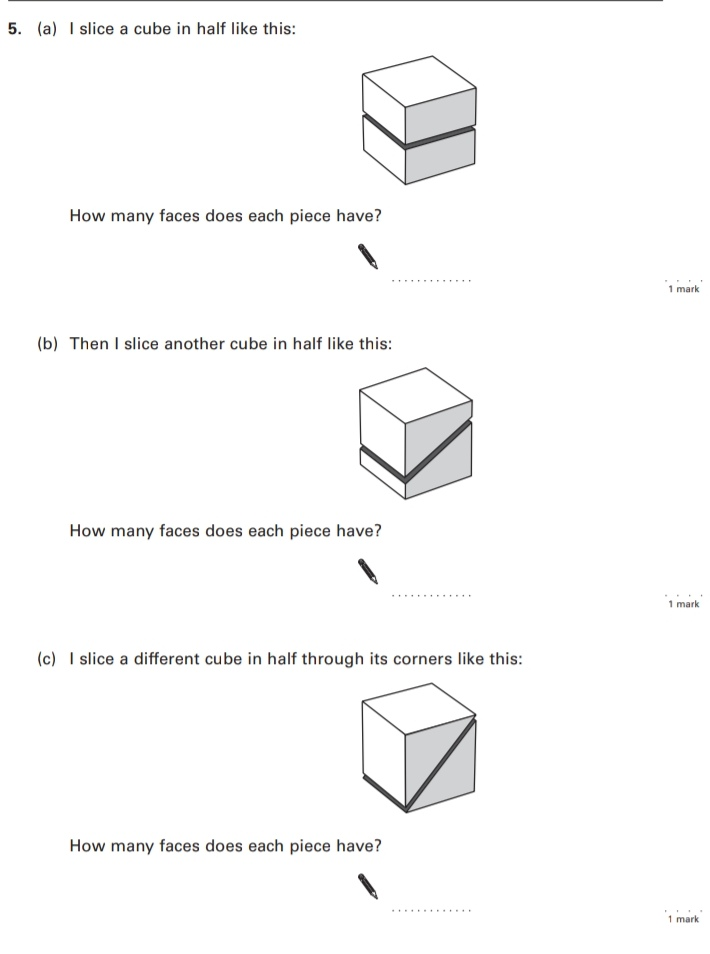 5. (a) I slice a cube in half like this:
How many faces does each piece have?
.............
1 mark
(b) Then I slice another cube in half like this:
How many faces does each piece have?
.............
1 mark
(c) I slice a different cube in half through its corners like this:
How many faces does each piece have?
.............
1 mark